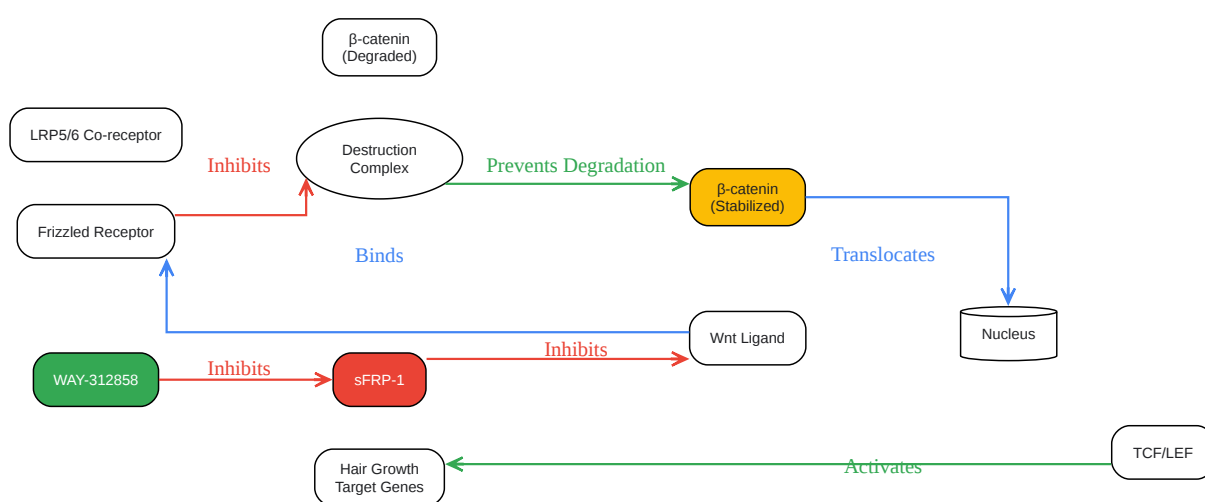 β-catenin
(Degraded)
LRP5/6 Co-receptor
Destruction
Complex
Inhibits
Prevents Degradation
β-catenin
(Stabilized)
Frizzled Receptor
Binds
Translocates
Wnt Ligand
Nucleus
Inhibits
Inhibits
WAY-312858
sFRP-1
TCF/LEF
Hair Growth
Target Genes
Activates